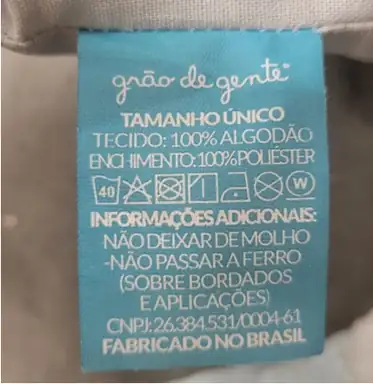 grão de gente
TAMANHO ÚNICO
TECIDO: 100% ALGODÃO
ENCHIMENTO: 100% POLIÉSTER
40 W
INFORMAÇÕES ADICIONAIS:
NÃO DEIXAR DE MOLHO
-NÃO PASSAR A FERRO
(SOBRE BORDADOS
E APLICAÇÕES)
CNPJ: 26.384.531/0004-61
FABRICADO NO BRASIL